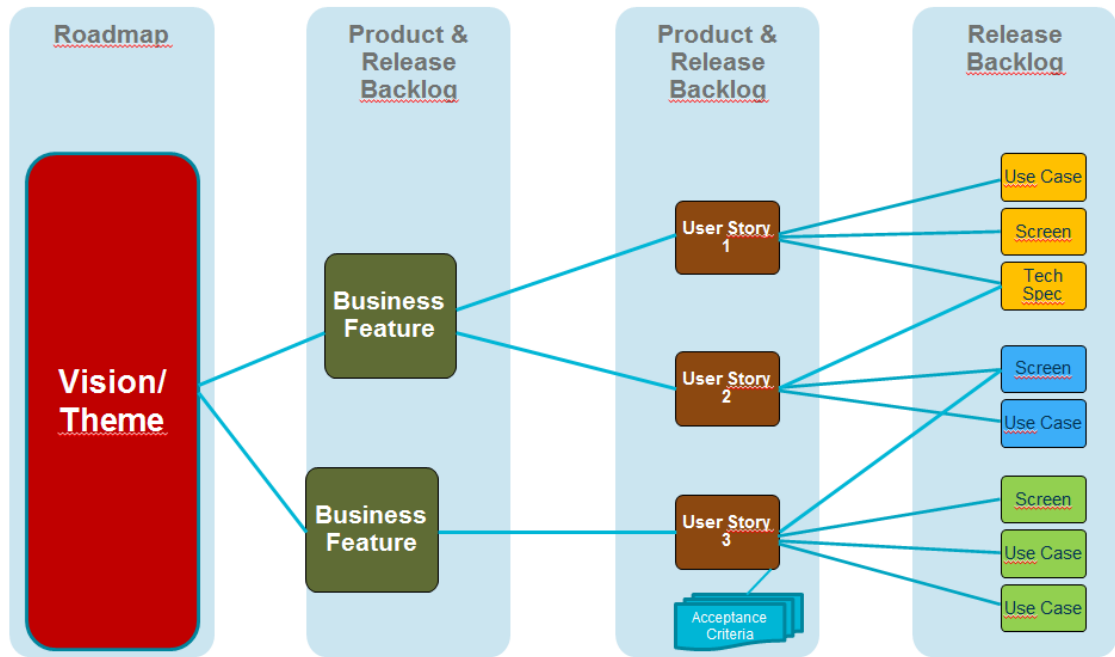 Roadmap
Product &
Release
Backlog
Product &
Release
Backlog
Release
Backlog
Vision/
Theme
Business
Feature
Business
Feature
User Story
1
User Story
2
User Story
3
Acceptance
Criteria
Use Case
Screen
Tech
Spec
Screen
Use Case
Screen
Use Case
Use Case